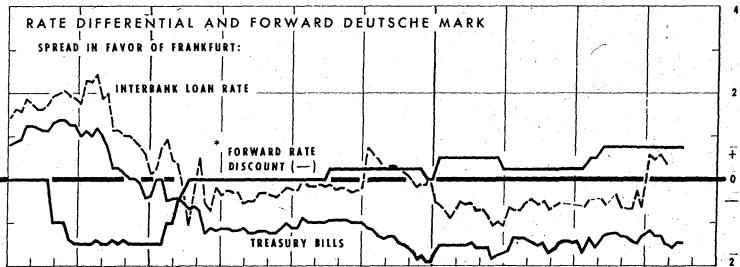 RATE DIFFERENTIAL AND FORWARD DEUTSCHE MARK
SPREAD IN FAVOR OF FRANKFURT:
INTERBANK LOAN RATE
* FORWARD RATE
DISCOUNT (—)
TREASURY BILLS
4
2
+
0
—
2